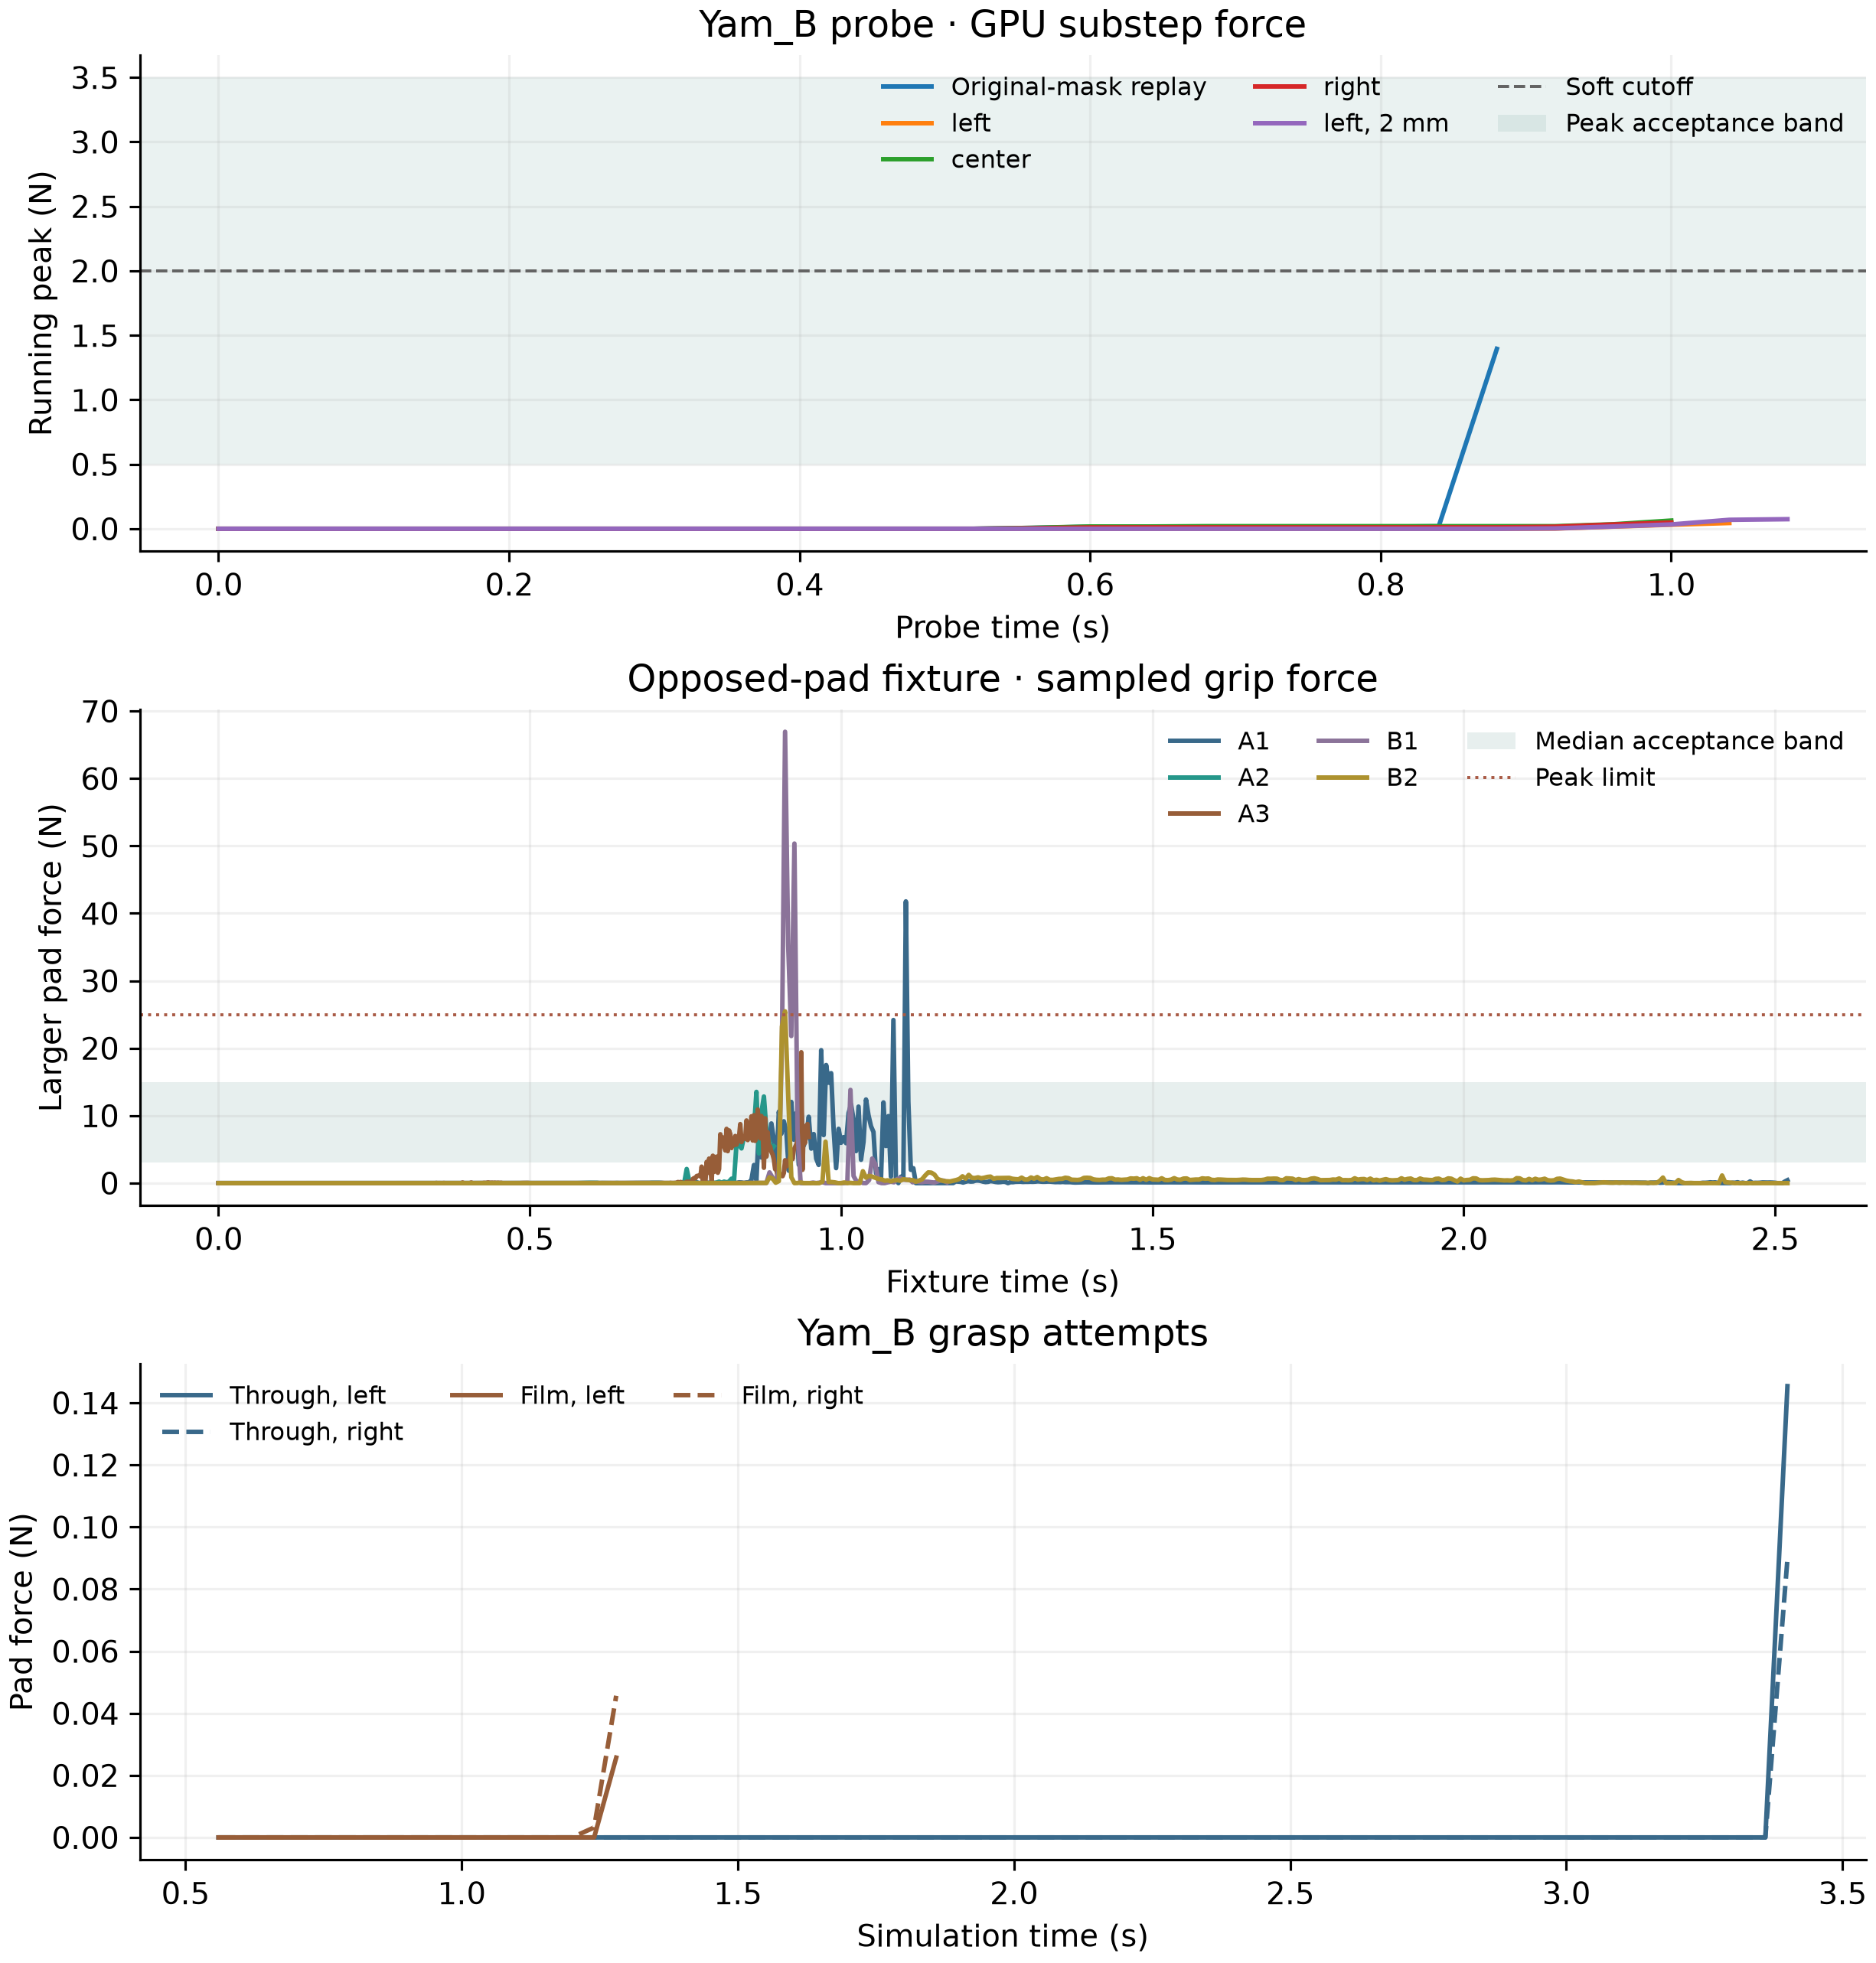 Yam_B probe · GPU substep force
Original-mask replay
left
center
right
left, 2 mm
Soft cutoff
Peak acceptance band
Running peak (N)
3.5
3.0
2.5
2.0
1.5
1.0
0.5
0.0
0.0 0.2 0.4 0.6 0.8 1.0
Probe time (s)
Opposed-pad fixture · sampled grip force
A1
A2
A3
B1
B2
Median acceptance band
Peak limit
Larger pad force (N)
70
60
50
40
30
20
10
0
0.0 0.5 1.0 1.5 2.0 2.5
Fixture time (s)
Yam_B grasp attempts
Through, left
Through, right
Film, left
Film, right
Pad force (N)
0.14
0.12
0.10
0.08
0.06
0.04
0.02
0.00
0.5 1.0 1.5 2.0 2.5 3.0 3.5
Simulation time (s)